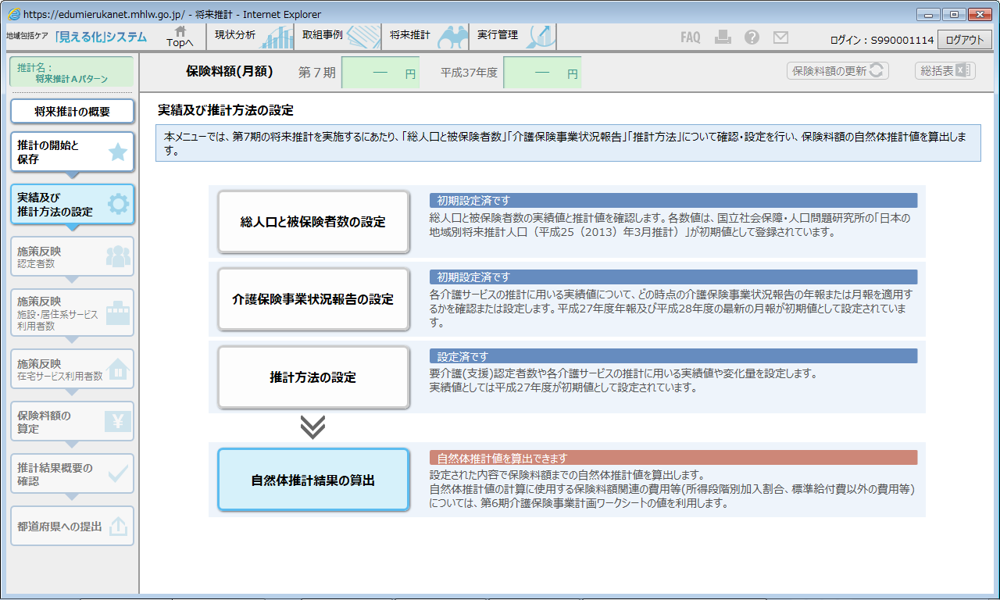 https://edumierukanet.mhlw.go.jp/ - 将来推計 - Internet Explorer
地域包括ケア 「見える化」システム
Topへ
現状分析
取組事例
将来推計
実行管理
FAQ
ログイン：S990001114
ログアウト
推計名：
将来推計Aパターン
保険料額(月額)
第７期
― 円
平成37年度
― 円
保険料額の更新
総括表
将来推計の概要
推計の開始と
保存
実績及び
推計方法の設定
施策反映
認定者数
施策反映
施設・居住系サービス
利用者数
施策反映
在宅サービス利用者数
保険料額の
算定
¥
推計結果概要の
確認
都道府県への提出
実績及び推計方法の設定
本メニューでは、第7期の将来推計を実施するにあたり、「総人口と被保険者数」「介護保険事業状況報告」「推計方法」について確認・設定を行い、保険料額の自然体推計値を算出しま
す。
総人口と被保険者数の設定
初期設定済です
総人口と被保険者数の実績値と推計値を確認します。各数値は、国立社会保障・人口問題研究所の「日本の
地域別将来推計人口（平成25（2013）年3月推計）」が初期値として登録されています。
介護保険事業状況報告の設定
初期設定済です
各介護サービスの推計に用いる実績値について、どの時点の介護保険事業状況報告の年報または月報を適用す
るかを確認または設定します。平成27年度年報及び平成28年度の最新の月報が初期値として設定されていま
す。
推計方法の設定
設定済です
要介護(支援)認定者数や各介護サービスの推計に用いる実績値や変化量を設定します。
実績値としては平成27年度が初期値として設定されています。
自然体推計結果の算出
自然体推計値を算出できます
設定された内容で保険料額までの自然体推計値を算出します。
自然体推計値の計算に使用する保険料額関連の費用等(所得段階別加入割合、標準給付費以外の費用等)
については、第6期介護保険事業計画ワークシートの値を利用します。